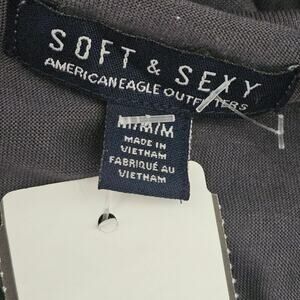 SOFT & SEXY
AMERICAN EAGLE OUTFITTERS
M/M/M
MADE IN
VIETNAM
FABRIQUÉ AU
VIETNAM